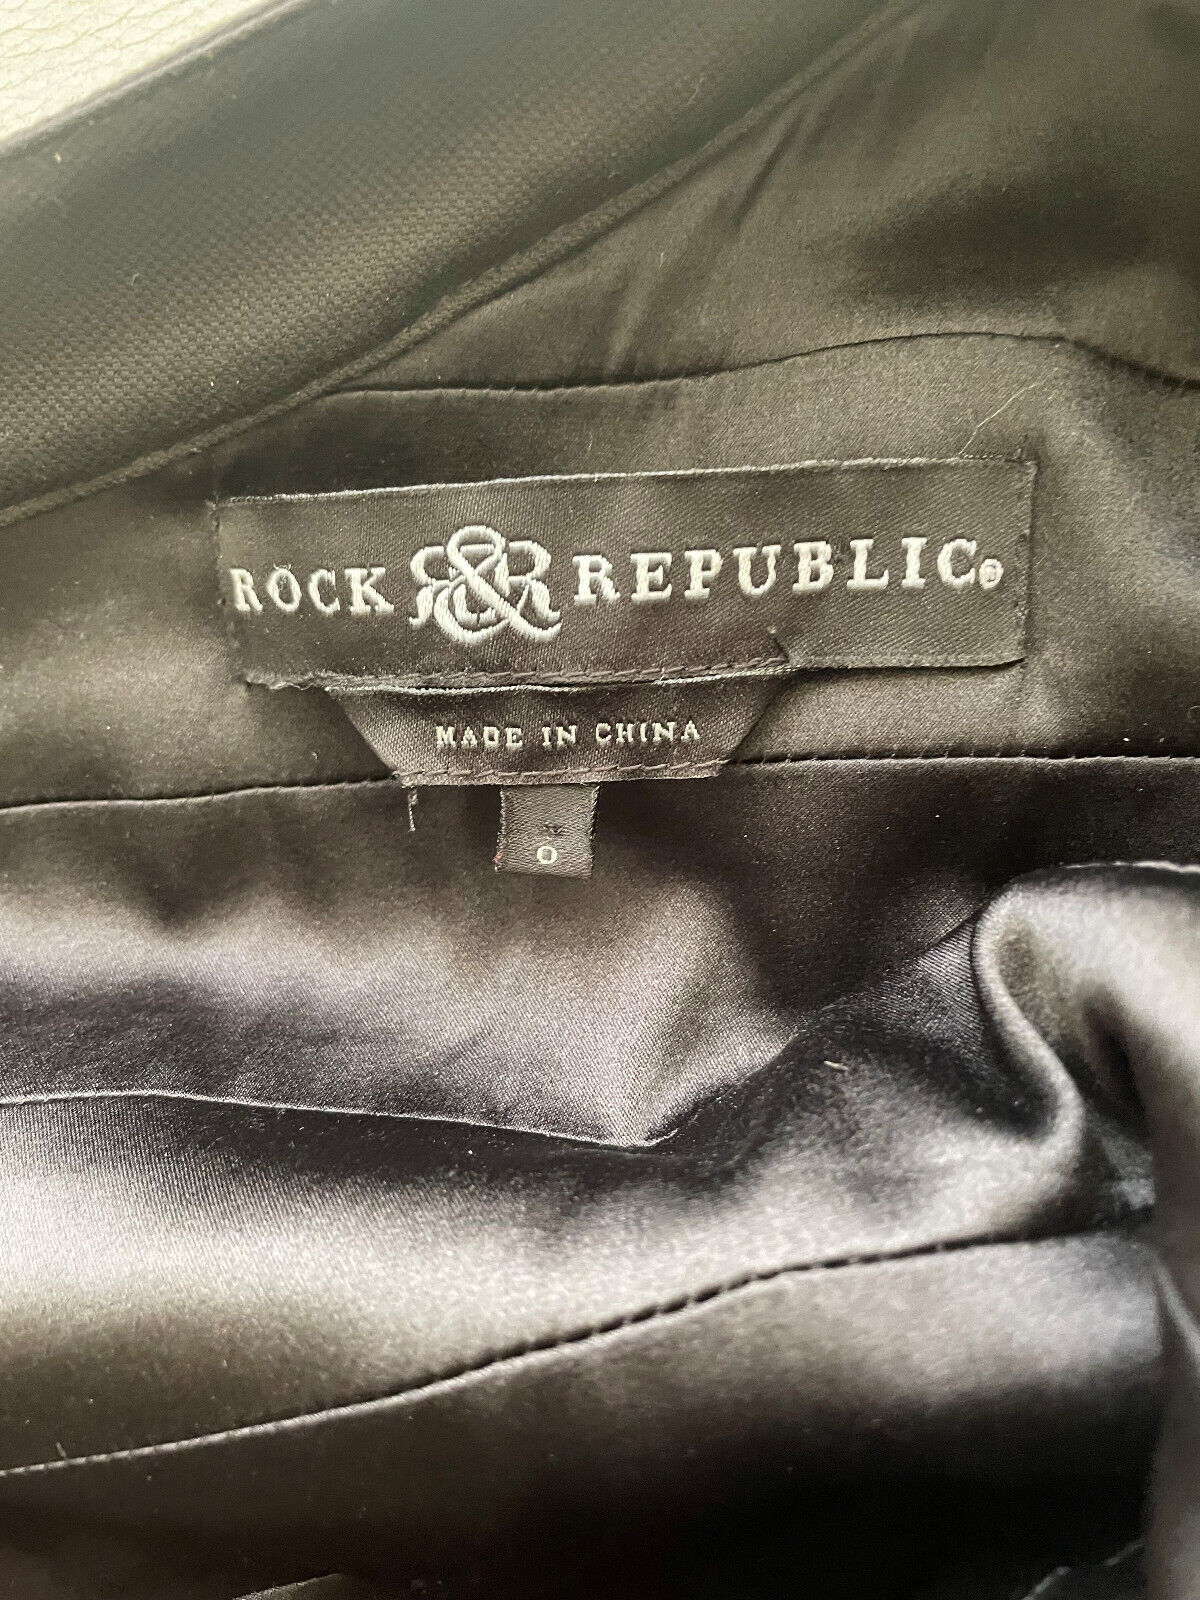 ROCK & REPUBLIC®
MADE IN CHINA
0